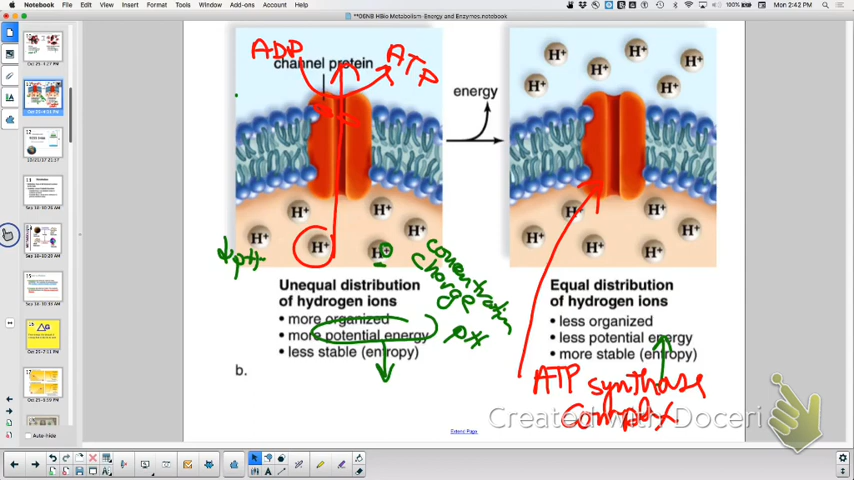 Notebook File Edit View Insert Format Tools Window Add-ons Account Help
100% Mon 2:42 PM
**OENB HBio Metabolism-Energy and Enzymes.notebook
ADP
ATP
channel protein
energy
H+ H+ H+ H+ H+
H+ H+ H+ H+ H+ H+
H+ H+ H+ H+ H+ H+
↓pH
concentration
charge
pH
Unequal distribution
of hydrogen ions
• more organized
• more potential energy
• less stable (entropy)
Equal distribution
of hydrogen ions
• less organized
• less potential energy
• more stable (entropy)
b.
ATP synthase
complex
Created with Doceri
Extend Page
Auto-hide